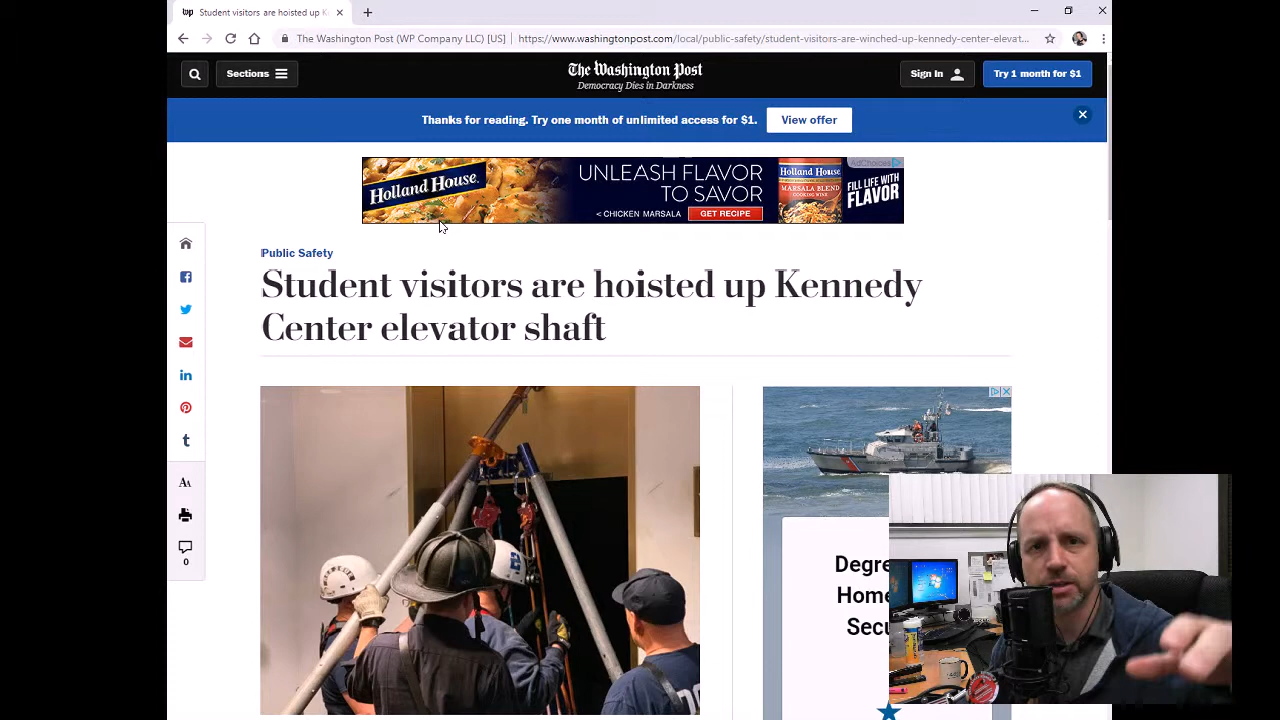 Student visitors are hoisted up K
The Washington Post (WP Company LLC) [US]
https://www.washingtonpost.com/local/public-safety/student-visitors-are-winched-up-kennedy-center-elevat...
Sections
The Washington Post
Democracy Dies in Darkness
Sign In
Try 1 month for $1
Thanks for reading. Try one month of unlimited access for $1.
View offer
Holland House.
UNLEASH FLAVOR
TO SAVOR
< CHICKEN MARSALA
GET RECIPE
Holland House
MARSALA BLEND
COOKING WINE
AdChoices
FILL LIFE WITH
FLAVOR
Public Safety
Student visitors are hoisted up Kennedy
Center elevator shaft
0
Degre
Home
Secu